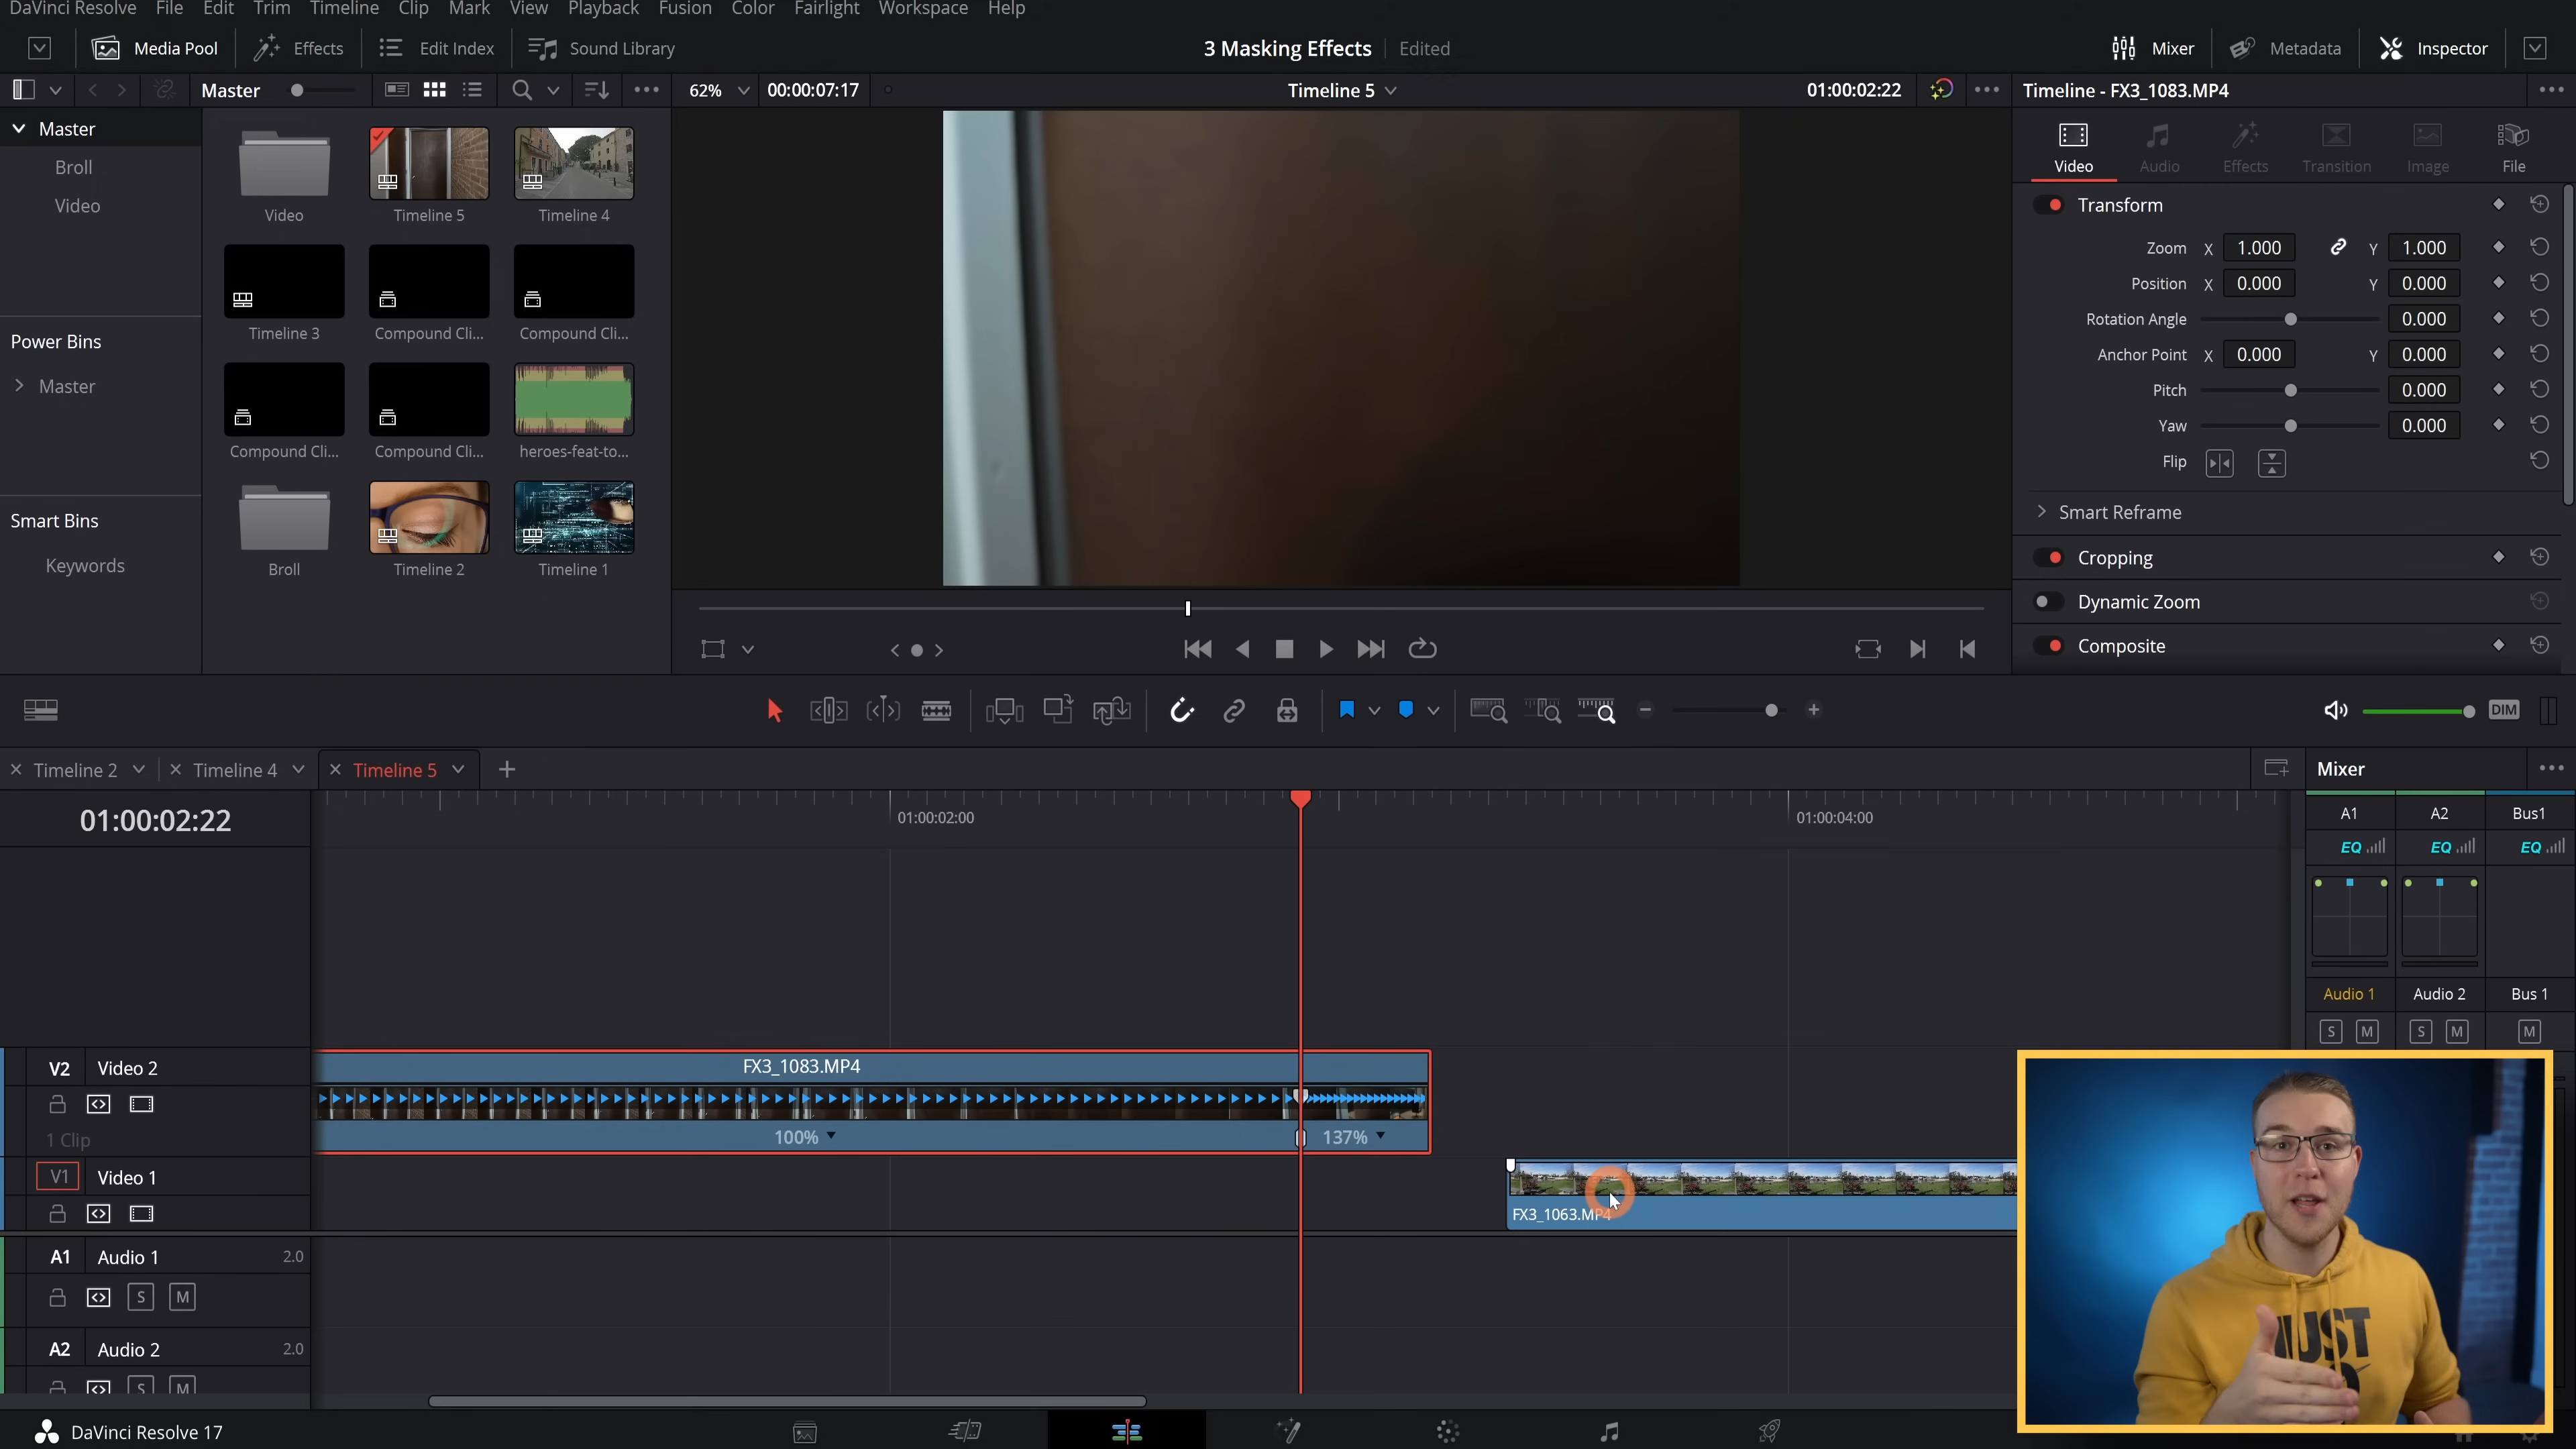 DaVinci Resolve File Edit Trim Timeline Clip Mark View Playback Fusion Color Fairlight Workspace Help
Media Pool Effects Edit Index Sound Library 3 Masking Effects Edited Mixer Metadata Inspector
Master 62% 00:00:07:17 Timeline 5 01:00:02:22 Timeline - FX3_1083.MP4
Master
Broll
Video
Power Bins
Master
Smart Bins
Keywords
Video Timeline 5 Timeline 4
Timeline 3 Compound Cli... Compound Cli...
Compound Cli... Compound Cli... heroes-feat-to...
Broll Timeline 2 Timeline 1
Video Audio Effects Transition Image File
Transform
Zoom X 1.000 Y 1.000
Position X 0.000 Y 0.000
Rotation Angle 0.000
Anchor Point X 0.000 Y 0.000
Pitch 0.000
Yaw 0.000
Flip
Smart Reframe
Cropping
Dynamic Zoom
Composite
DIM
Timeline 2 Timeline 4 Timeline 5 Mixer
01:00:02:22 01:00:02:00 01:00:04:00
A1 A2 Bus1
EQ EQ EQ
Audio 1 Audio 2 Bus 1
S M S M M
V2 Video 2 FX3_1083.MP4
1 Clip 100% 137%
V1 Video 1
FX3_1063.MP4
A1 Audio 1 2.0
S M
A2 Audio 2 2.0
S M
JUST
DaVinci Resolve 17